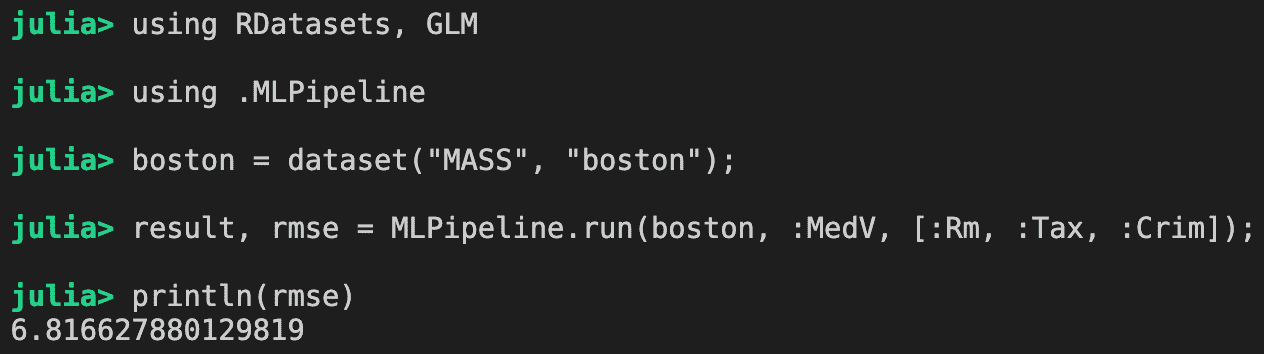 julia> using RDatasets, GLM
julia> using .MLPipeline
julia> boston = dataset("MASS", "boston");
julia> result, rmse = MLPipeline.run(boston, :MedV, [:Rm, :Tax, :Crim]);
julia> println(rmse)
6.816627880129819